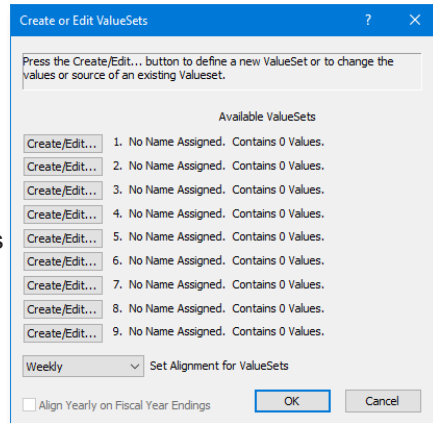 Create or Edit ValueSets ? ×
Press the Create/Edit... button to define a new ValueSet or to change the
values or source of an existing Valueset.
Available ValueSets
Create/Edit... 1. No Name Assigned. Contains 0 Values.
Create/Edit... 2. No Name Assigned. Contains 0 Values.
Create/Edit... 3. No Name Assigned. Contains 0 Values.
Create/Edit... 4. No Name Assigned. Contains 0 Values.
s Create/Edit... 5. No Name Assigned. Contains 0 Values.
Create/Edit... 6. No Name Assigned. Contains 0 Values.
Create/Edit... 7. No Name Assigned. Contains 0 Values.
Create/Edit... 8. No Name Assigned. Contains 0 Values.
Create/Edit... 9. No Name Assigned. Contains 0 Values.
Weekly Set Alignment for ValueSets
Align Yearly on Fiscal Year Endings OK Cancel